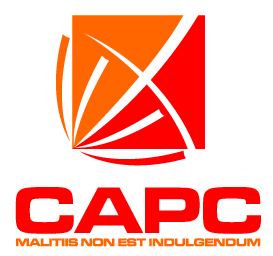 CAPC
MALITIIS NON EST INDULGENDUM